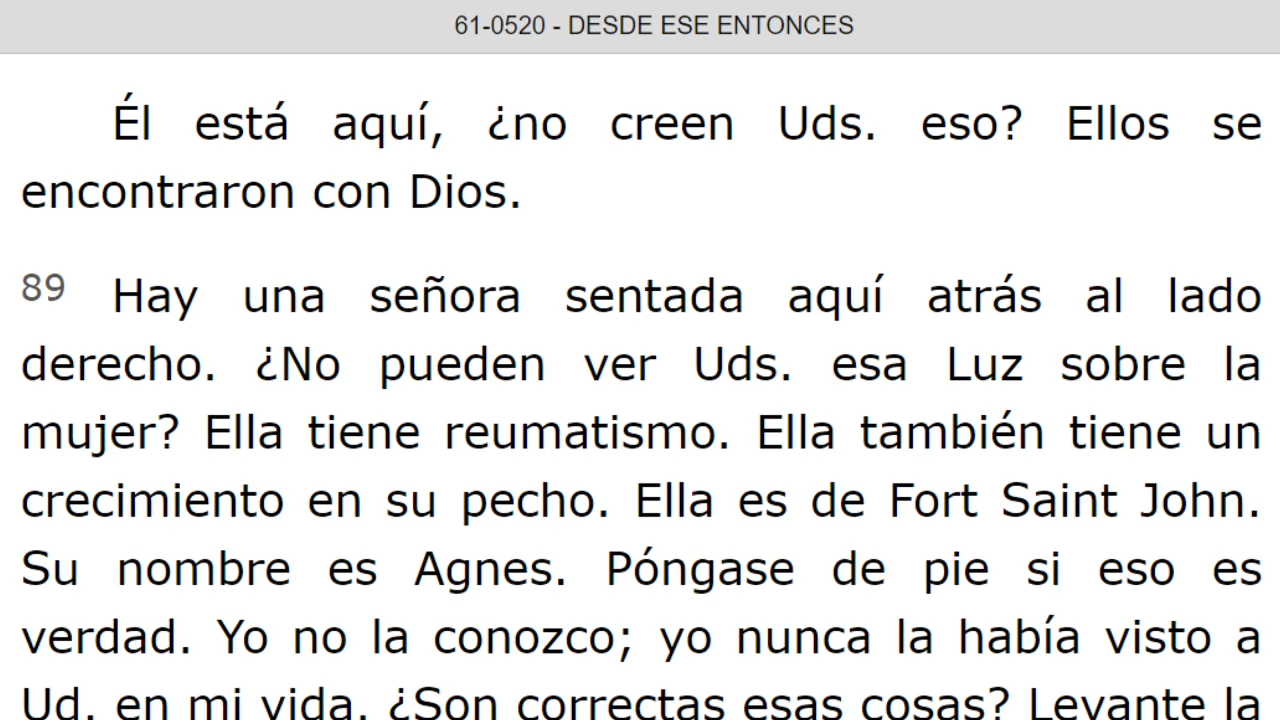 61-0520 - DESDE ESE ENTONCES
Él está aquí, ¿no creen Uds. eso? Ellos se
encontraron con Dios.
89 Hay una señora sentada aquí atrás al lado
derecho. ¿No pueden ver Uds. esa Luz sobre la
mujer? Ella tiene reumatismo. Ella también tiene un
crecimiento en su pecho. Ella es de Fort Saint John.
Su nombre es Agnes. Póngase de pie si eso es
verdad. Yo no la conozco; yo nunca la había visto a
Ud. en mi vida. ¿Son correctas esas cosas? Levante la